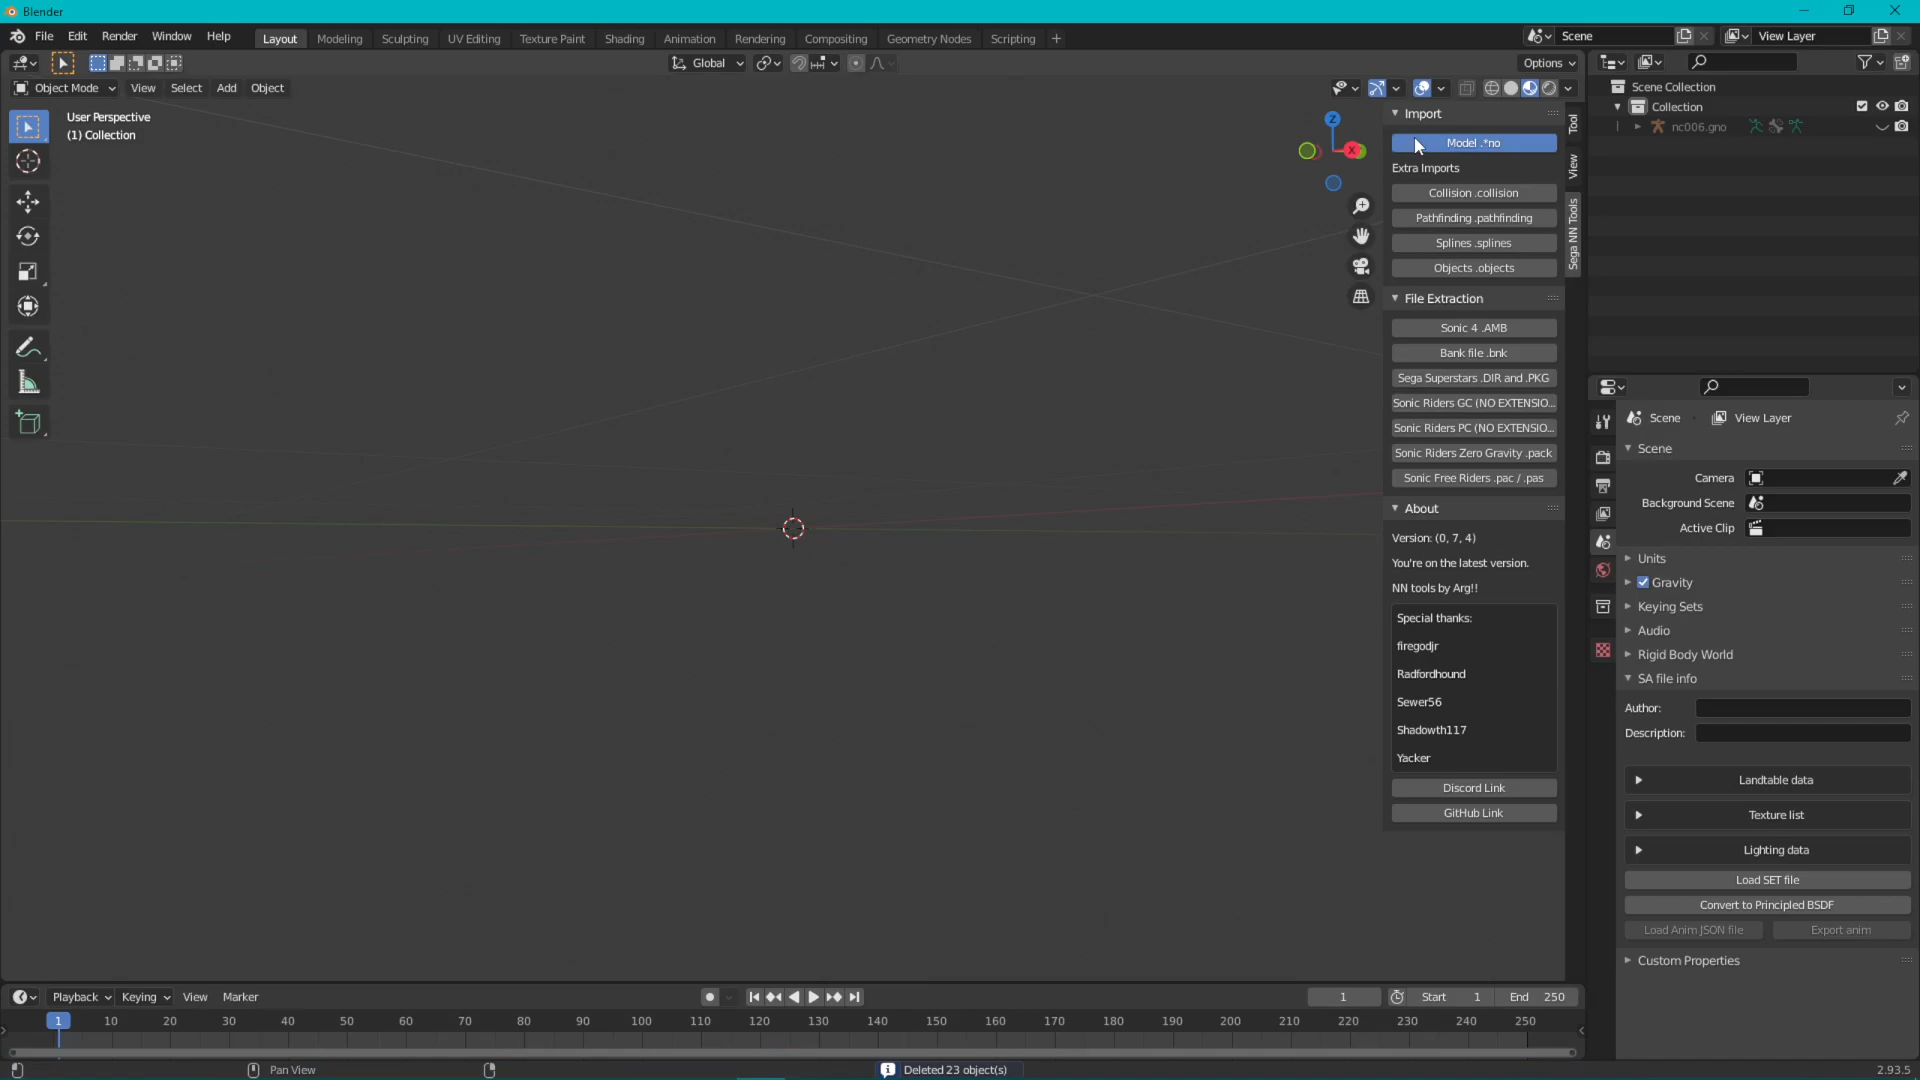 Blender
File Edit Render Window Help
Layout Modeling Sculpting UV Editing Texture Paint Shading Animation Rendering Compositing Geometry Nodes Scripting +
Scene
View Layer
Global
Options
Object Mode View Select Add Object
User Perspective
(1) Collection
Z
X
Import
Model .*no
Extra Imports
Collision .collision
Pathfinding .pathfinding
Splines .splines
Objects .objects
File Extraction
Sonic 4 .AMB
Bank file .bnk
Sega Superstars .DIR and .PKG
Sonic Riders GC (NO EXTENSIO...
Sonic Riders PC (NO EXTENSIO...
Sonic Riders Zero Gravity .pack
Sonic Free Riders .pac / .pas
About
Version: (0, 7, 4)
You're on the latest version.
NN tools by Arg!!
Special thanks:
firegodjr
Radfordhound
Sewer56
Shadowth117
Yacker
Discord Link
GitHub Link
Tool
View
Sega NN Tools
Scene Collection
Collection
nc006.gno
Scene View Layer
Scene
Camera
Background Scene
Active Clip
Units
Gravity
Keying Sets
Audio
Rigid Body World
SA file info
Author:
Description:
Landtable data
Texture list
Lighting data
Load SET file
Convert to Principled BSDF
Load Anim JSON file Export anim
Custom Properties
Playback Keying View Marker
1 Start 1 End 250
1 10 20 30 40 50 60 70 80 90 100 110 120 130 140 150 160 170 180 190 200 210 220 230 240 250
Pan View
Deleted 23 object(s)
2.93.5